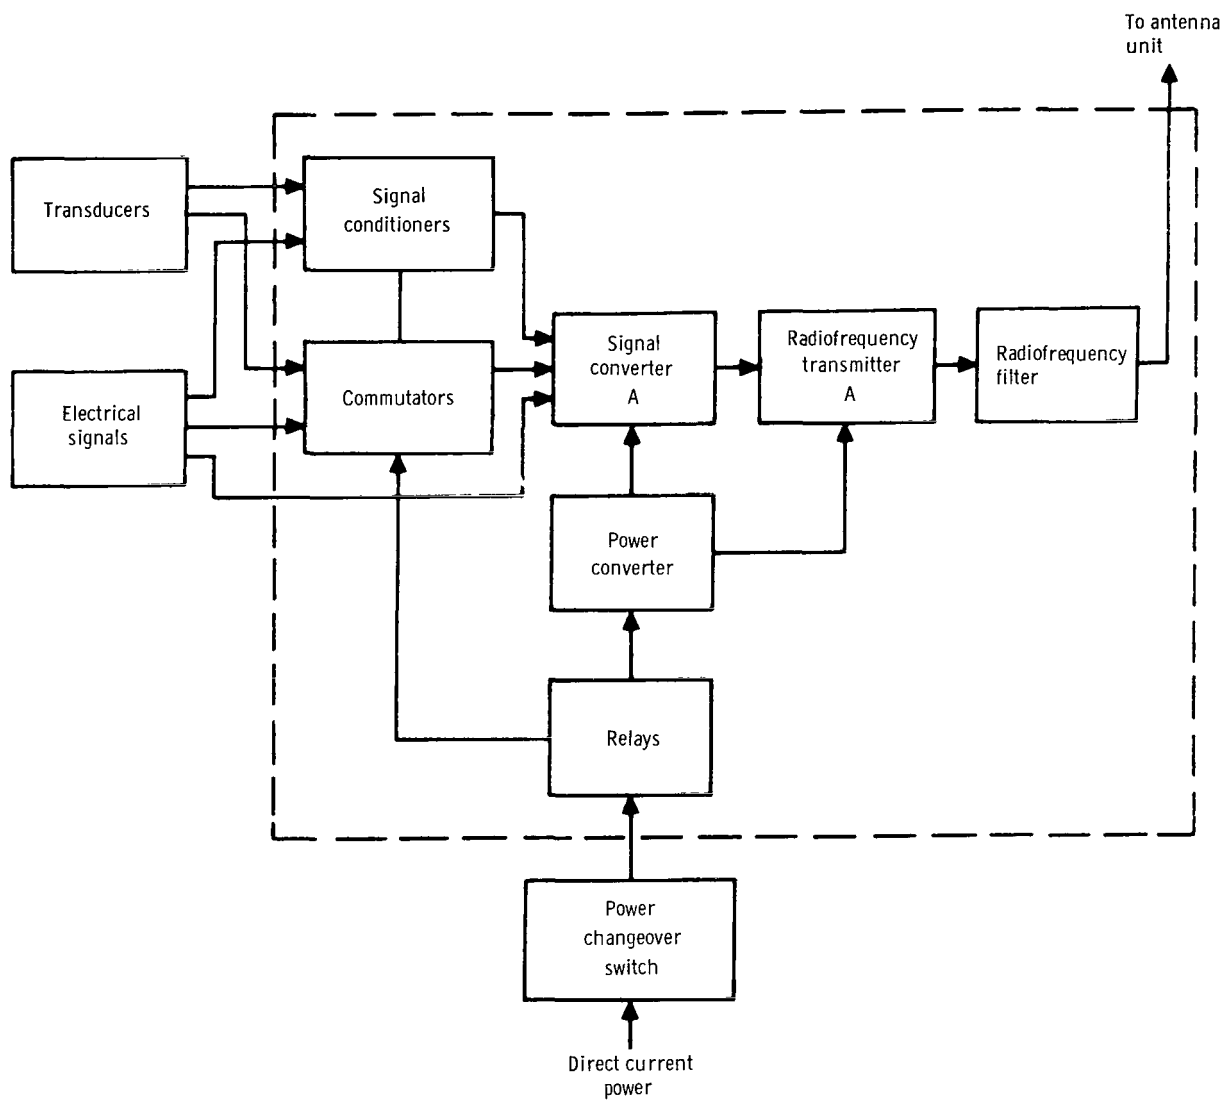 To antenna
unit
Transducers
Signal
conditioners
Electrical
signals
Commutators
Signal
converter
A
Radiofrequency
transmitter
A
Radiofrequency
filter
Power
converter
Relays
Power
changeover
switch
Direct current
power